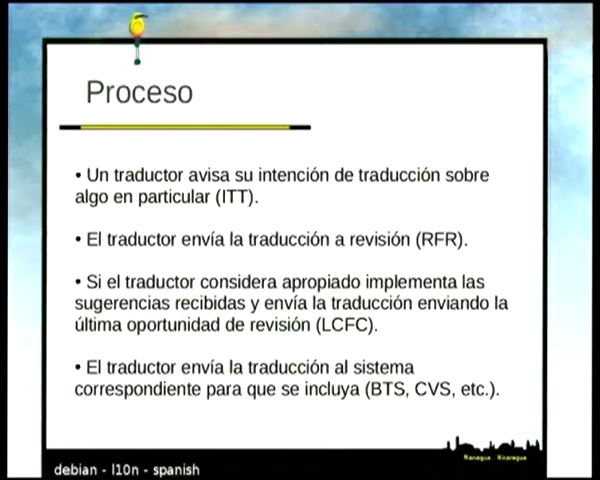 Proceso
• Un traductor avisa su intención de traducción sobre
algo en particular (ITT).
• El traductor envía la traducción a revisión (RFR).
• Si el traductor considera apropiado implementa las
sugerencias recibidas y envía la traducción enviando la
última oportunidad de revisión (LCFC).
• El traductor envía la traducción al sistema
correspondiente para que se incluya (BTS, CVS, etc.).
Managua - Nicaragua
debian - l10n - spanish